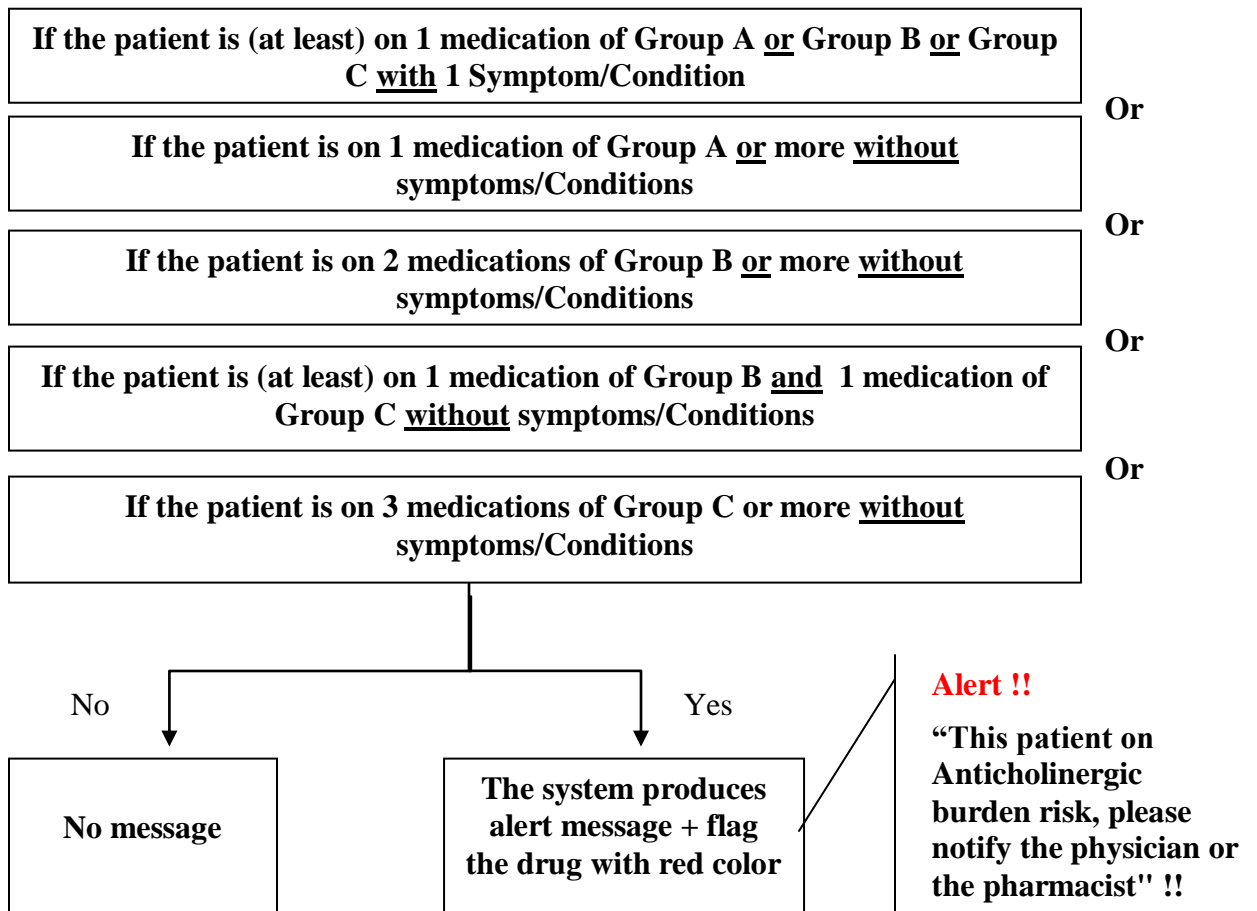 If the patient is (at least) on 1 medication of Group A or Group B or Group
C with 1 Symptom/Condition
Or
If the patient is on 1 medication of Group A or more without
symptoms/Conditions
Or
If the patient is on 2 medications of Group B or more without
symptoms/Conditions
Or
If the patient is (at least) on 1 medication of Group B and 1 medication of
Group C without symptoms/Conditions
Or
If the patient is on 3 medications of Group C or more without
symptoms/Conditions
No
Yes
No message
The system produces
alert message + flag
the drug with red color
Alert !!
“This patient on
Anticholinergic
burden risk, please
notify the physician or
the pharmacist" !!